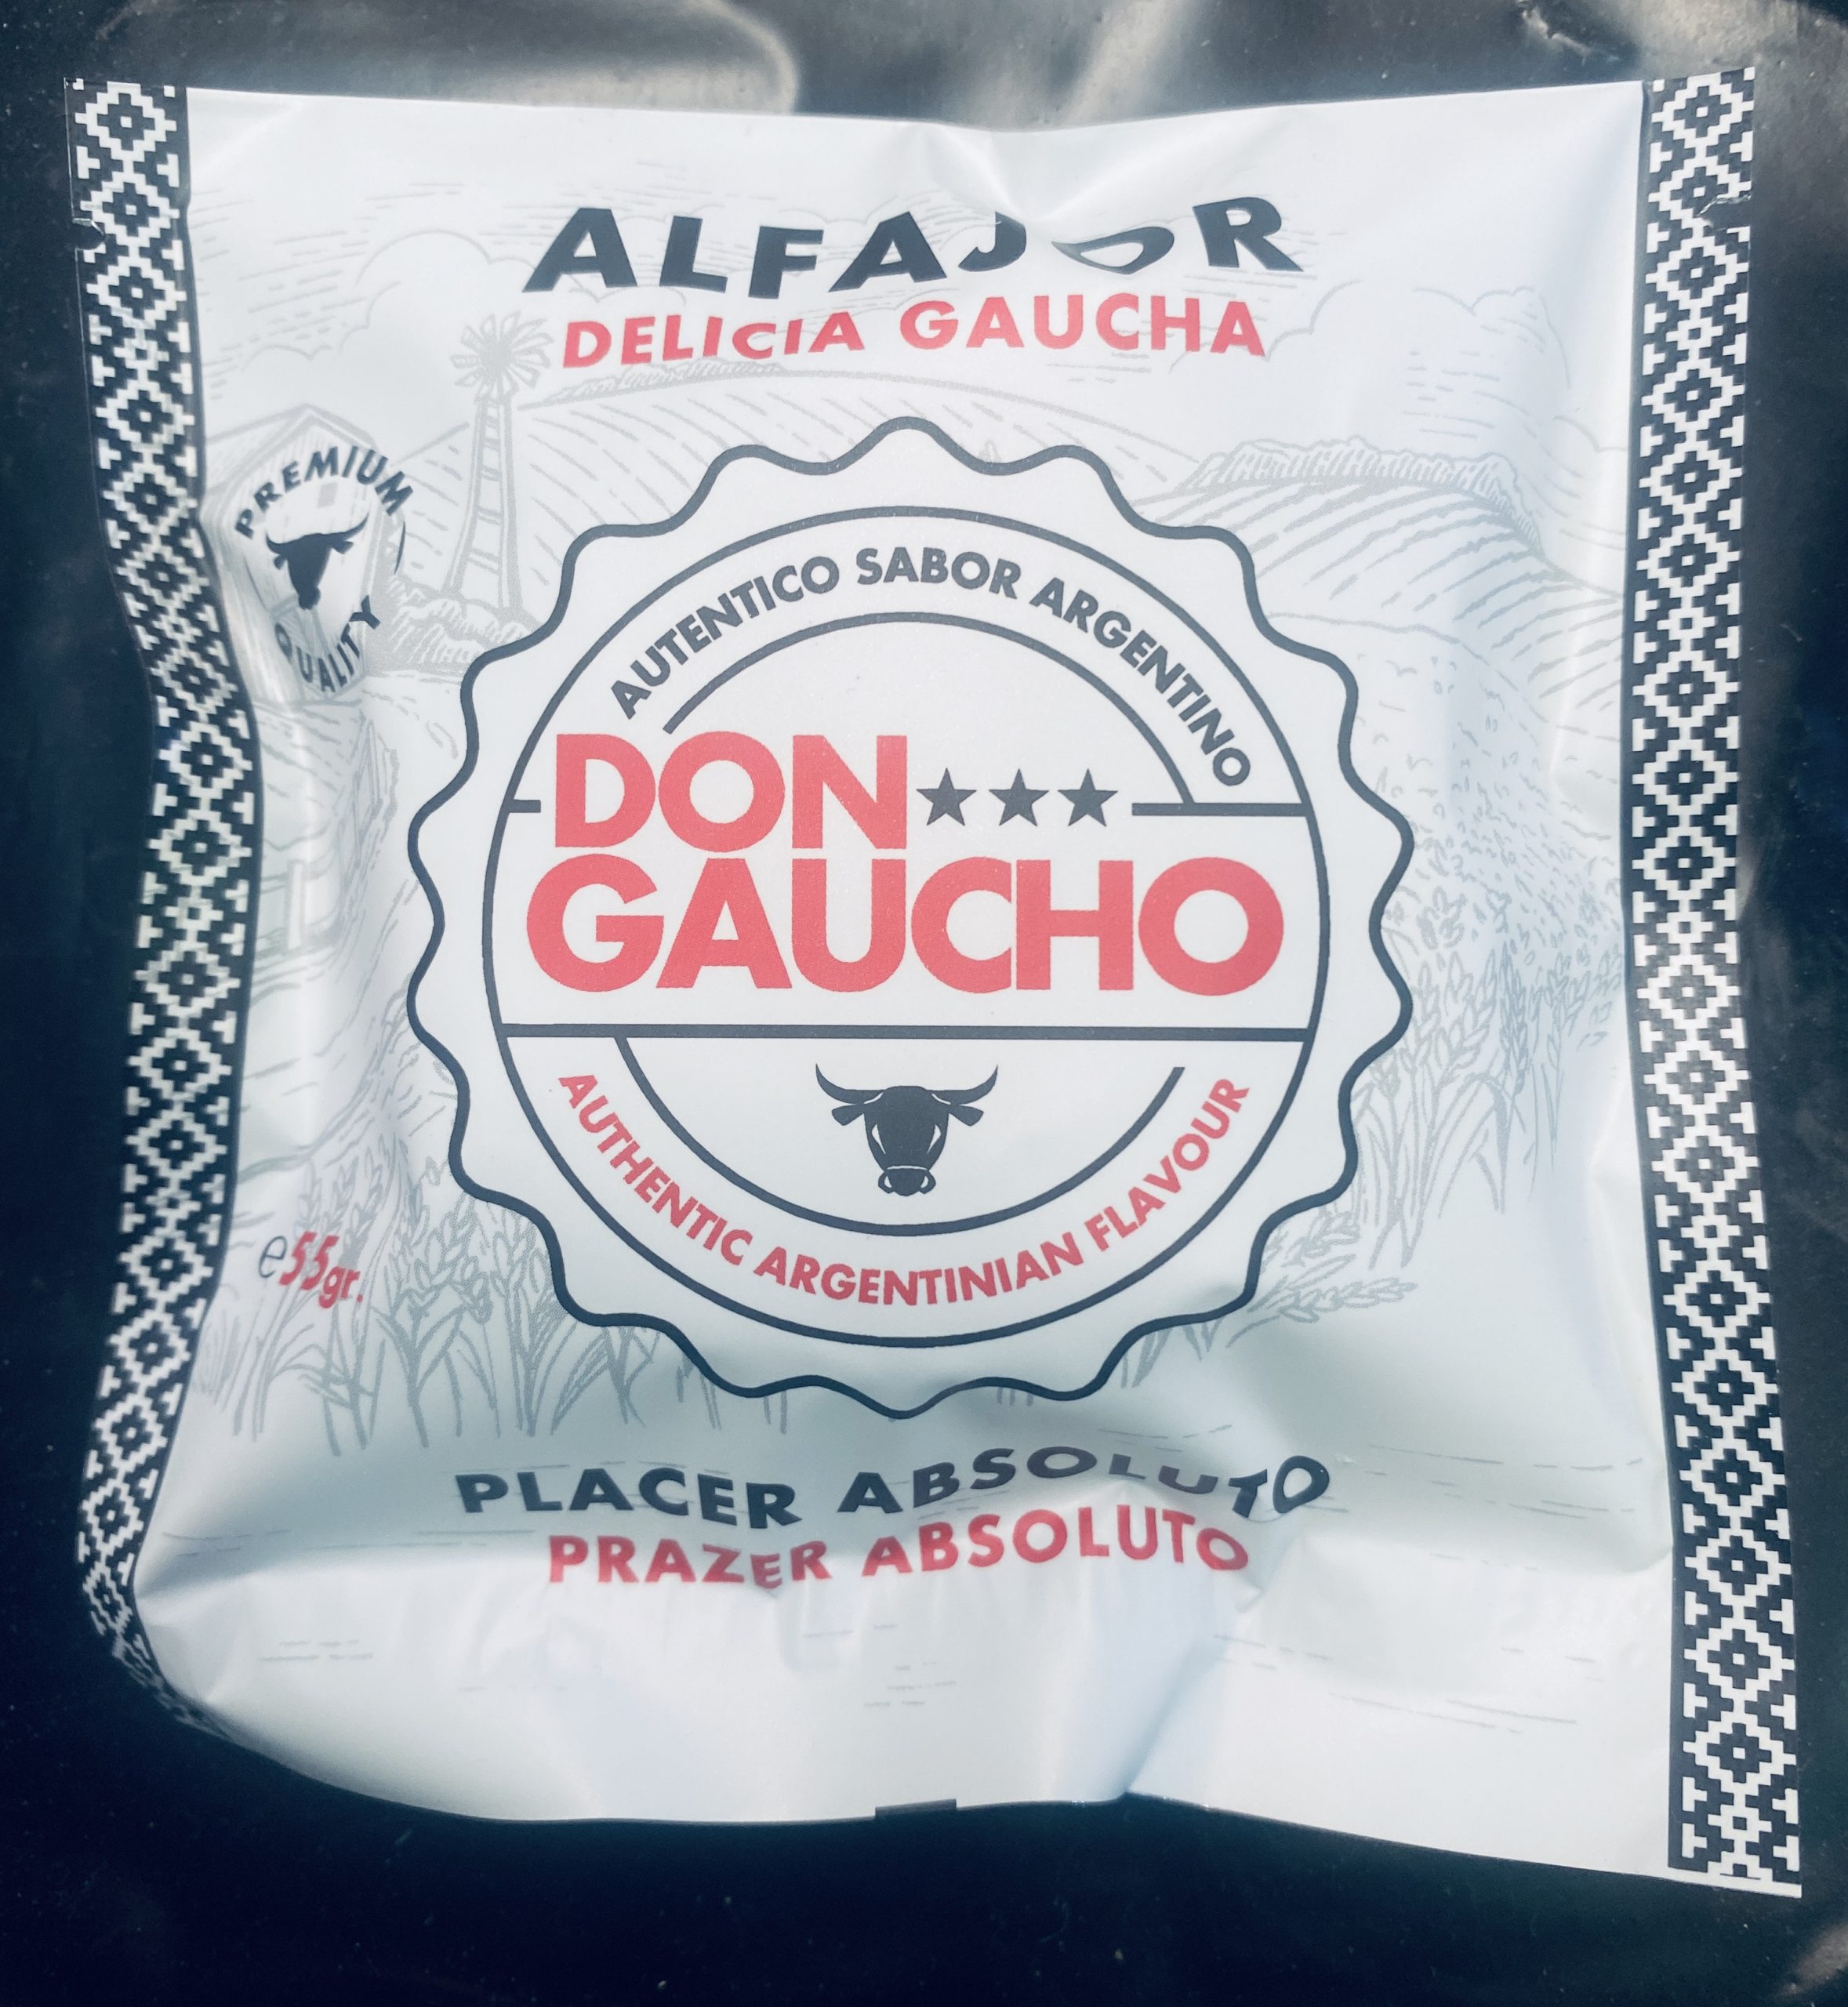 ALFAJOR
DELICIA GAUCHA
PREMIUM
QUALITY
AUTENTICO SABOR ARGENTINO
DON
GAUCHO
AUTHENTIC ARGENTINIAN FLAVOUR
e55gr.
PLACER ABSOLUTO
PRAZER ABSOLUTO